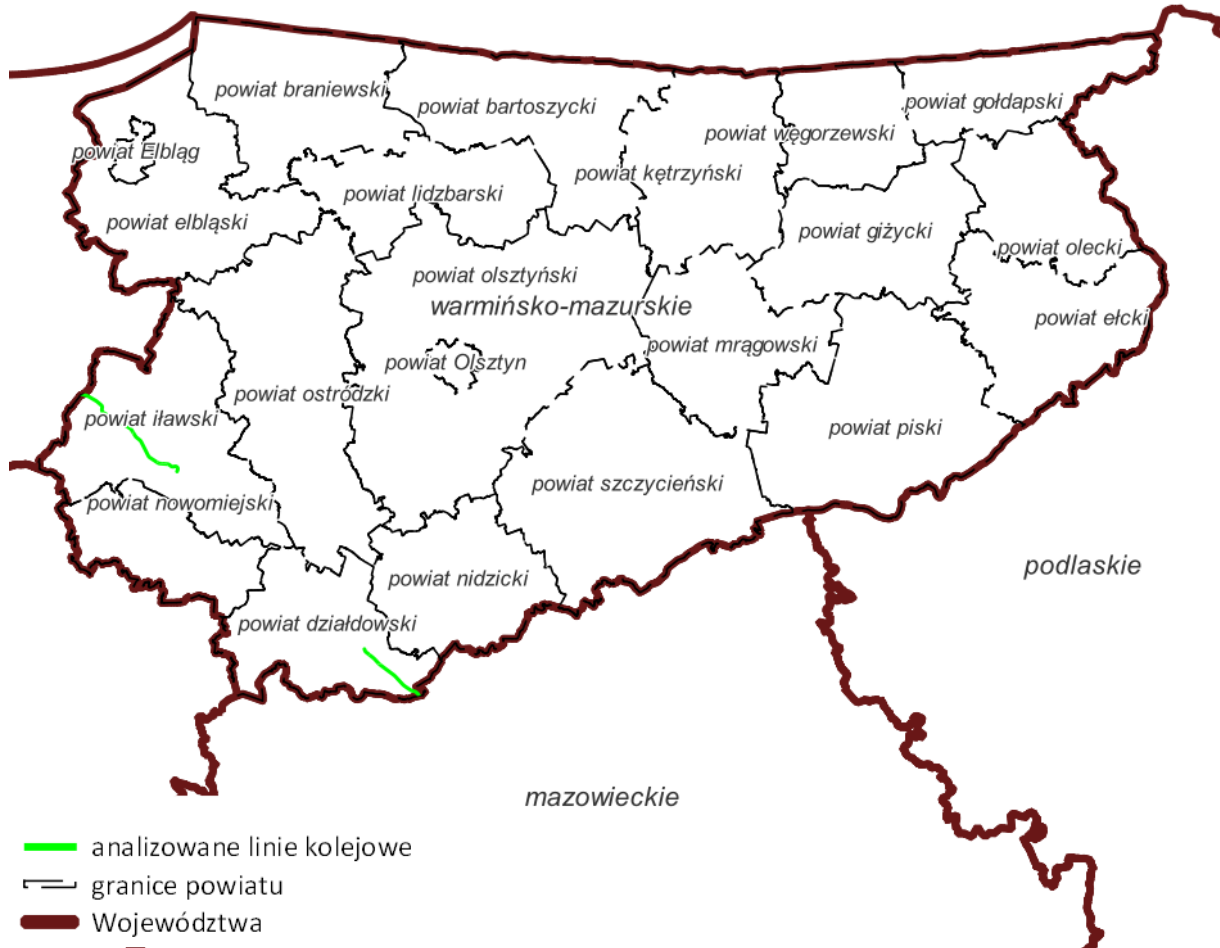 powiat braniewski
powiat bartoszycki
powiat gołdapski
powiat węgorzewski
powiat Elbląg
powiat kętrzyński
powiat lidzbarski
powiat elbląski
powiat giżycki
powiat olecki
powiat olsztyński
warmińsko-mazurskie
powiat ełcki
powiat mrągowski
powiat Olsztyn
powiat ostródzki
powiat iławski
powiat piski
powiat szczycieński
powiat nowomiejski
podlaskie
powiat nidzicki
powiat działdowski
mazowieckie
analizowane linie kolejowe
granice powiatu
Województwa